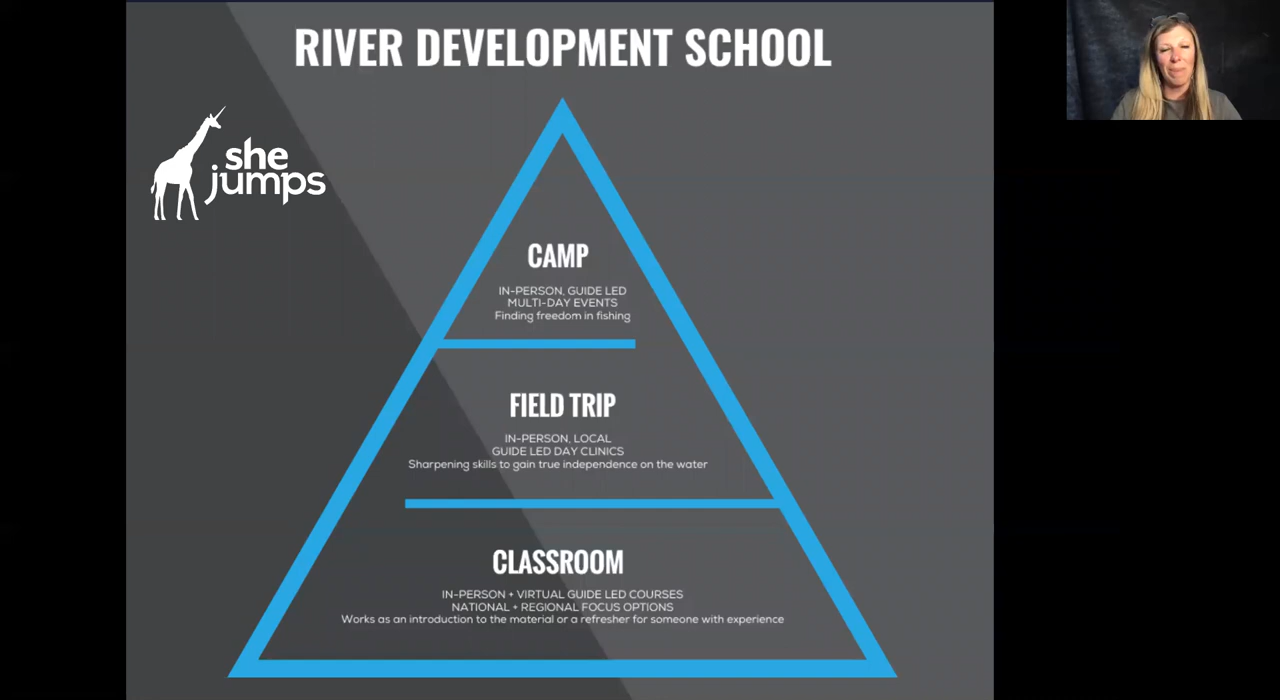 RIVER DEVELOPMENT SCHOOL
she
jumps
CAMP
IN-PERSON, GUIDE LED
MULTI-DAY EVENTS
Finding freedom in fishing
FIELD TRIP
IN-PERSON, LOCAL
GUIDE LED DAY CLINICS
Sharpening skills to gain true independence on the water
CLASSROOM
IN-PERSON + VIRTUAL GUIDE LED COURSES
NATIONAL + REGIONAL FOCUS OPTIONS
Works as an introduction to the material or a refresher for someone with experience